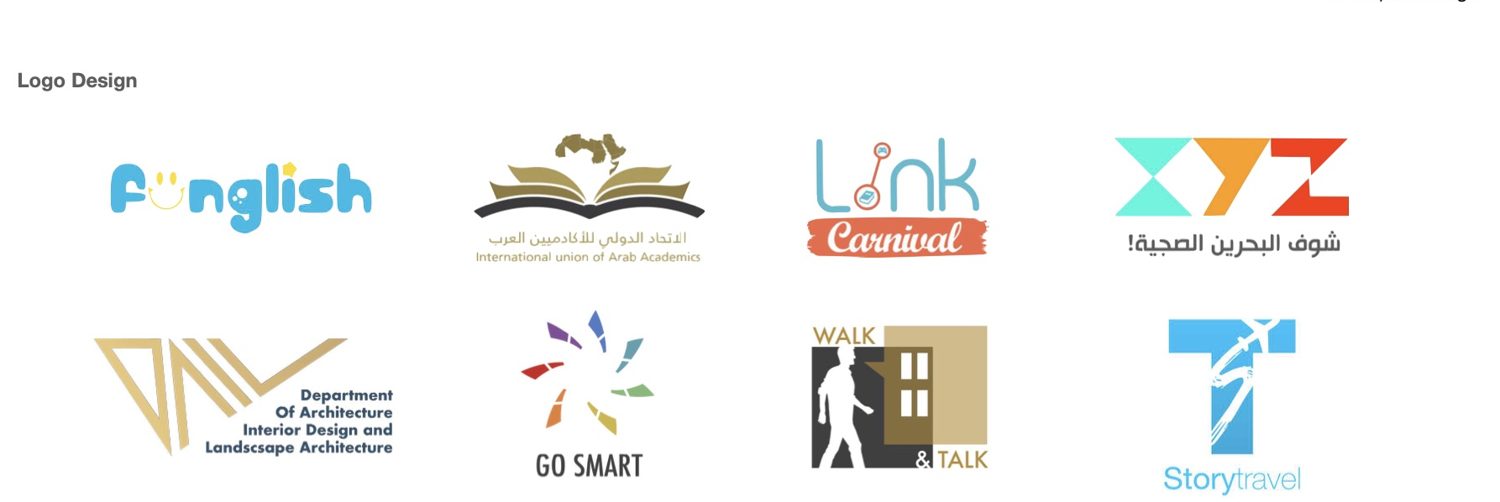 Logo Design
funglish
الاتحاد الدولي للأكاديميين العرب
International union of Arab Academics
Link
Carnival
XYZ
شوف البحرين الصجية!
Department
Of Architecture
Interior Design and
Landscsape Architecture
GO SMART
WALK
& TALK
T
Storytravel